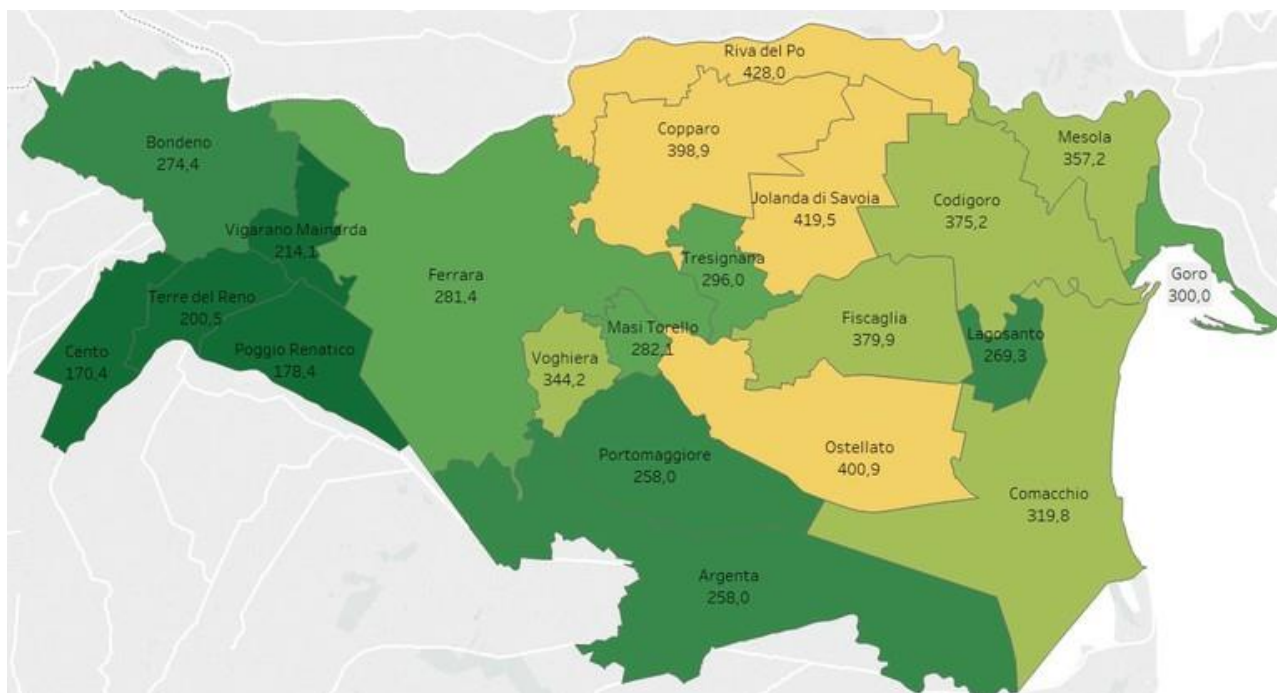 Riva del Po
428,0
Bondeno
274,4
Copparo
398,9
Mesola
357,2
Jolanda di Savoia
419,5
Codigoro
375,2
Vigarano Mainarda
214,1
Ferrara
281,4
Tresignana
296,0
Goro
300,0
Terre del Reno
200,5
Masi Torello
282,1
Fiscaglia
379,9
Lagosanto
269,3
Cento
170,4
Poggio Renatico
178,4
Voghiera
344,2
Portomaggiore
258,0
Ostellato
400,9
Comacchio
319,8
Argenta
258,0